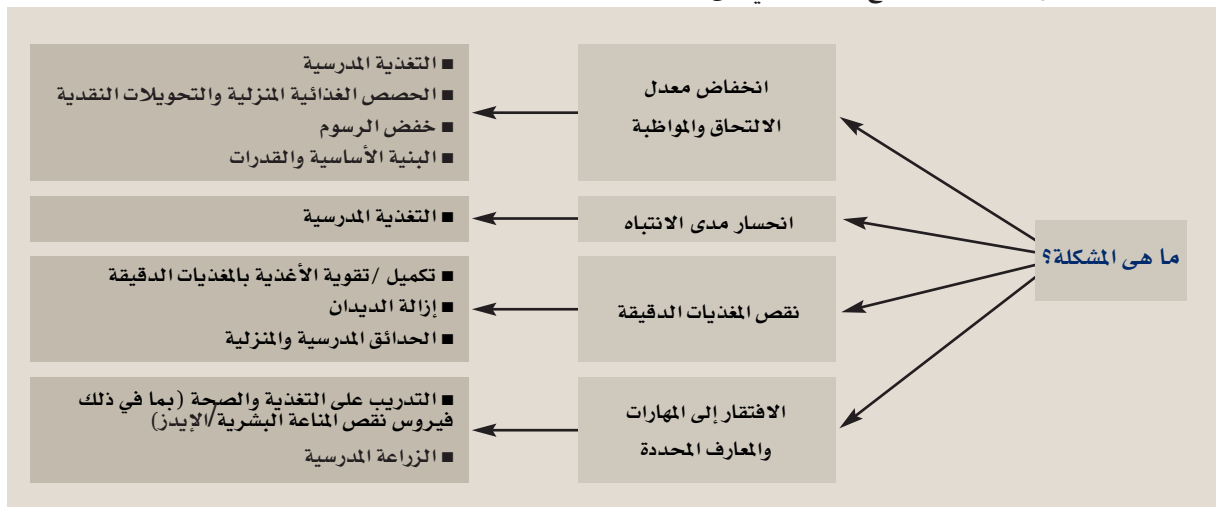 ما هى المشكلة؟
انخفاض معدل
الالتحاق والمواظبة
■ التغذية المدرسية
■ الحصص الغذائية المنزلية والتحويلات النقدية
■ خفض الرسوم
■ البنية الأساسية والقدرات
انحسار مدى الانتباه
■ التغذية المدرسية
نقص المغذيات الدقيقة
■ تكميل /تقوية الأغذية بالمغذيات الدقيقة
■ إزالة الديدان
■ الحدائق المدرسية والمنزلية
الافتقار إلى المهارات
والمعارف المحددة
■ التدريب على التغذية والصحة (بما في ذلك
فيروس نقص المناعة البشرية/الإيدز)
■ الزراعة المدرسية